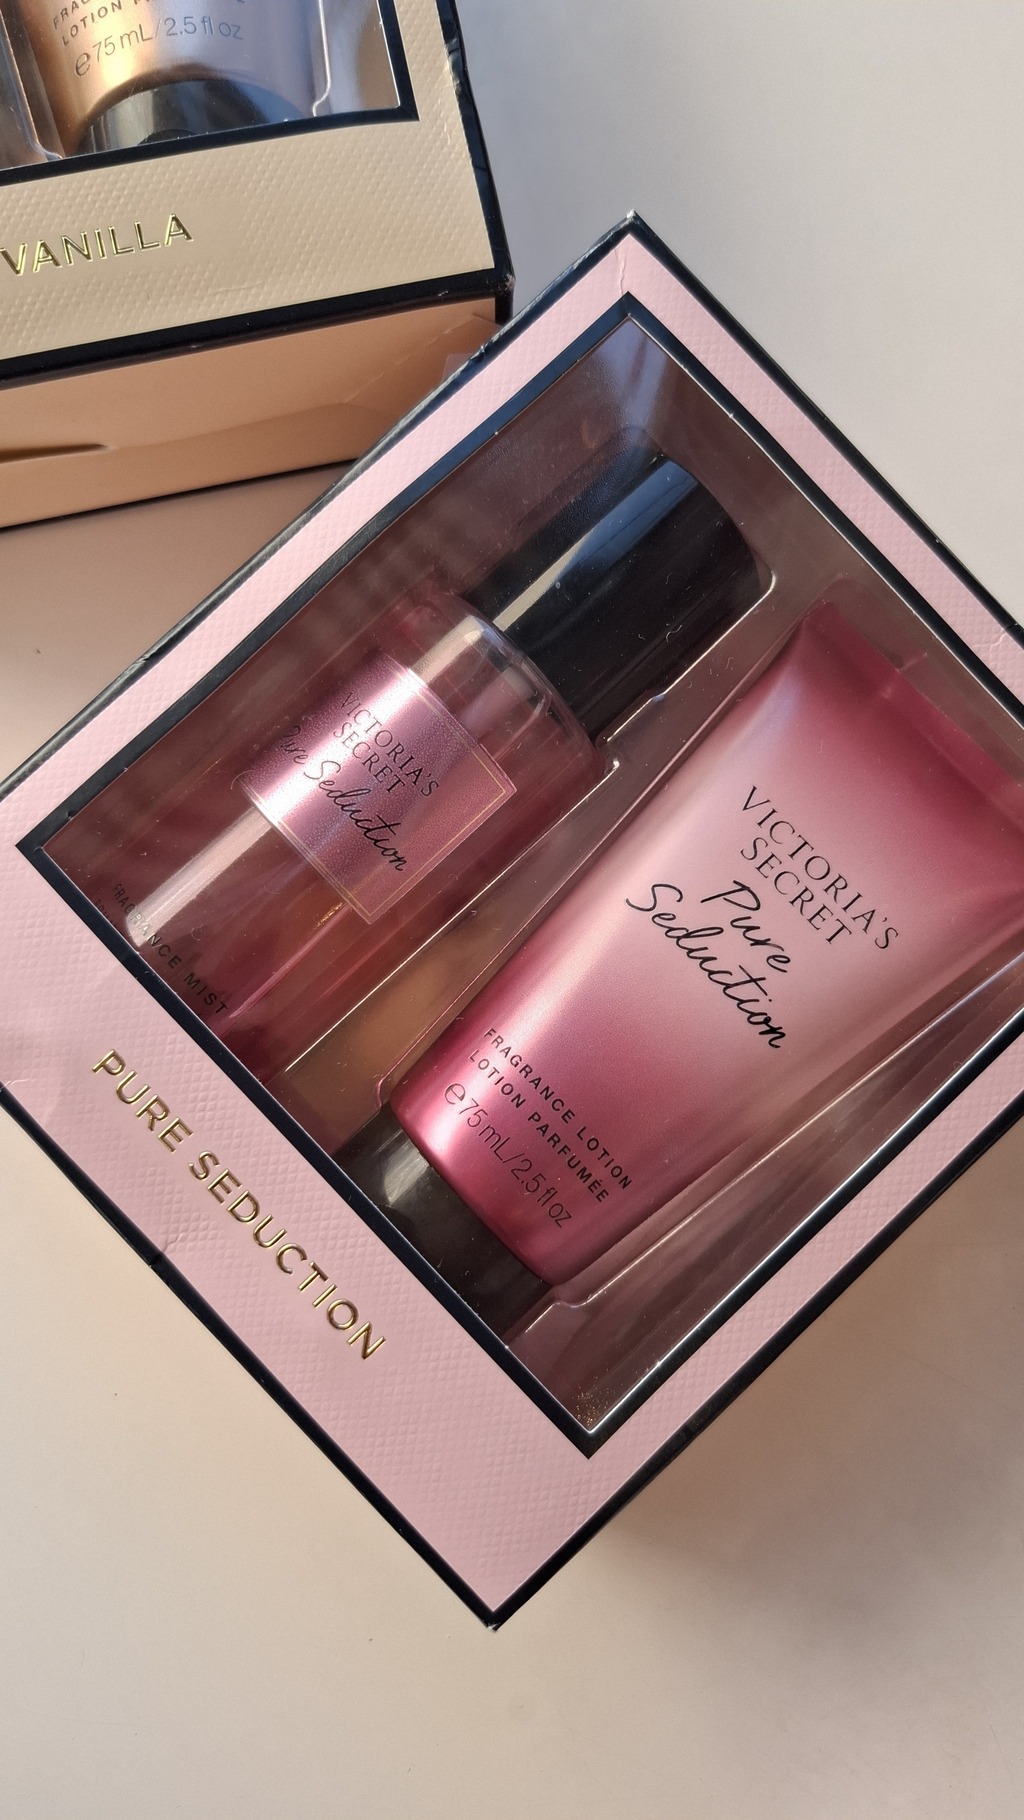 LOTION P
℮75mL/2.5 fl oz
VANILLA
VICTORIA'S
SECRET
Pure Seduction
FRAGRANCE MIST
VICTORIA'S
SECRET
Pure
Seduction
FRAGRANCE LOTION
LOTION PARFUMÉE
℮75mL/2.5 fl oz
PURE SEDUCTION